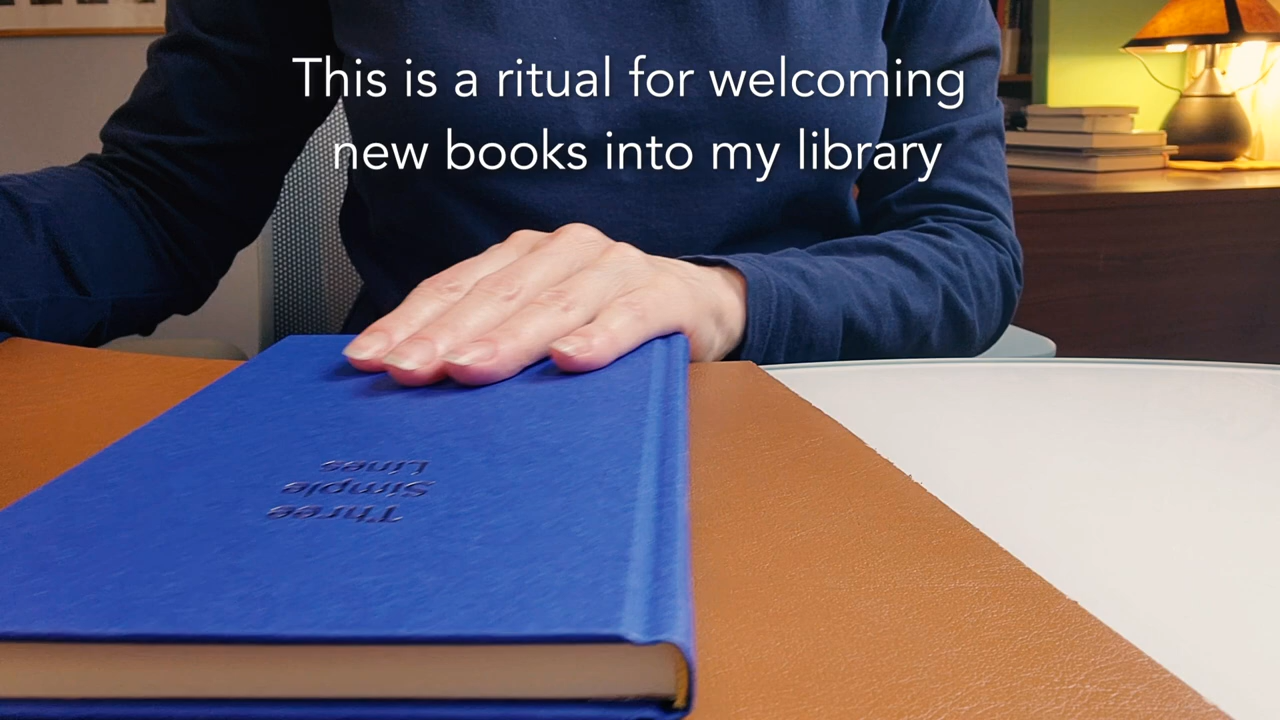 This is a ritual for welcoming
new books into my library
Three
Simple
Lines